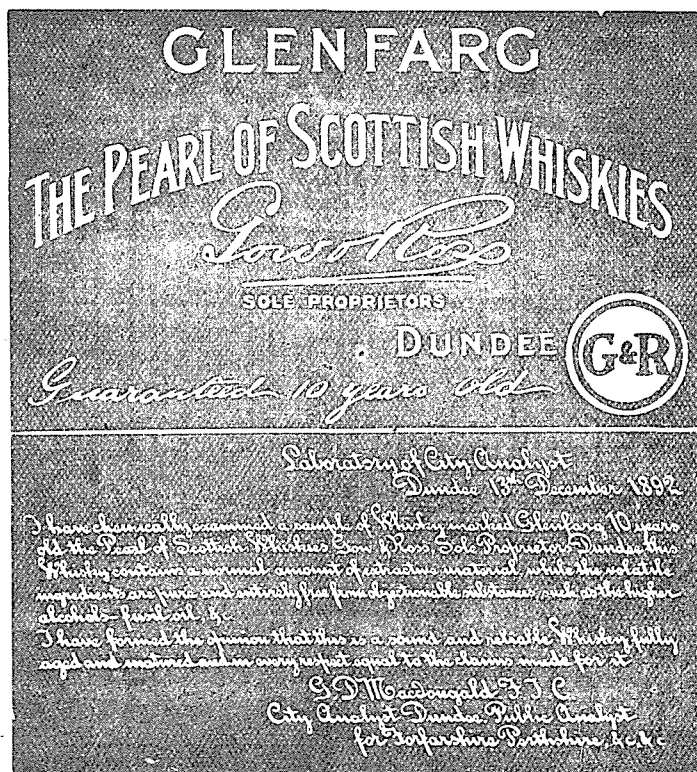 GLENFARG
THE PEARL OF SCOTTISH WHISKIES
Gow & Ross
SOLE PROPRIETORS
DUNDEE
G&R
Guaranteed 10 years old
Laboratory of City Analyst
Dundee 13th December 1892
I have chemically examined a sample of Whisky marked Glenfarg 10 years
old the Pearl of Scottish Whiskies Gow & Ross Sole Proprietors Dundee this
Whisky contains a normal amount of extractive material while the volatile
ingredients are pure and entirely free from objectionable substances such as the higher
alcohols - fusel oil, &c
I have formed the opinion that this is a sound and reliable Whisky fully
aged and matured and in every respect equal to the claims made for it
G. D. Macdougald F.I.C.
City Analyst Dundee Public Analyst
for Forfarshire Perthshire, &c, &c